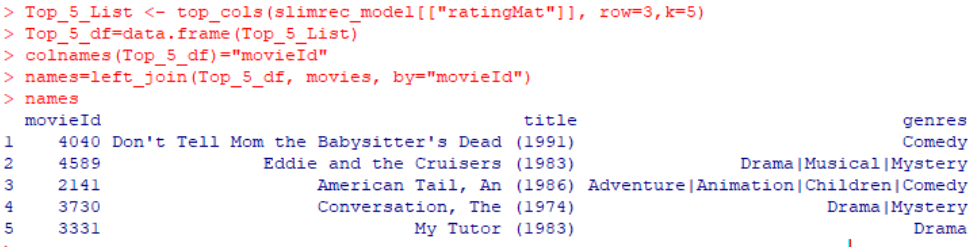 > Top_5_List <- top_cols(slimrec_model[["ratingMat"]], row=3,k=5)
> Top_5_df=data.frame(Top_5_List)
> colnames(Top_5_df)="movieId"
> names=left_join(Top_5_df, movies, by="movieId")
> names
movieId title genres
1 4040 Don't Tell Mom the Babysitter's Dead (1991) Comedy
2 4589 Eddie and the Cruisers (1983) Drama|Musical|Mystery
3 2141 American Tail, An (1986) Adventure|Animation|Children|Comedy
4 3730 Conversation, The (1974) Drama|Mystery
5 3331 My Tutor (1983) Drama